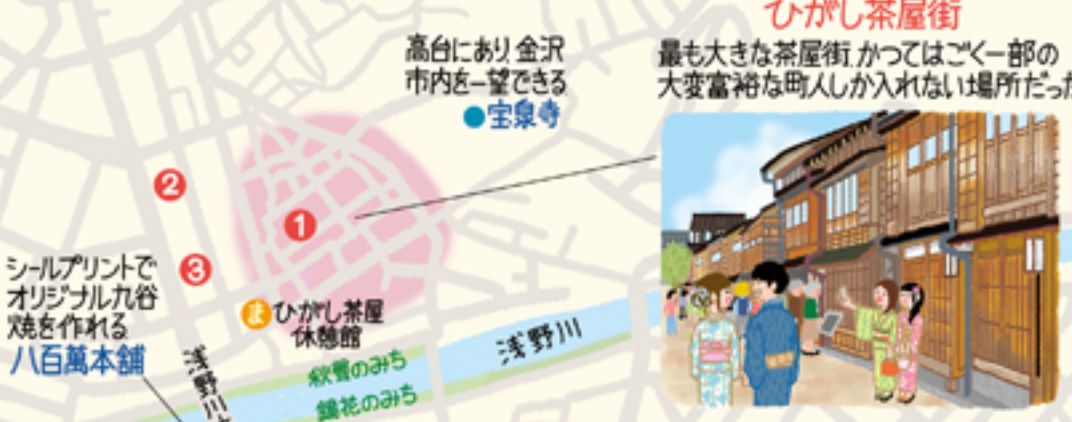 ひがし茶屋街
最も大きな茶屋街。かつてはごく一部の
大変富裕な町人しか入れない場所だった
高台にあり、金沢
市内を一望できる
●宝泉寺
2
1
3
シールプリントで
オリジナル九谷
焼を作れる
八百萬本舗
ま ひがし茶屋
休憩館
浅野川
秋聲のみち
鏡花のみち
浅野川